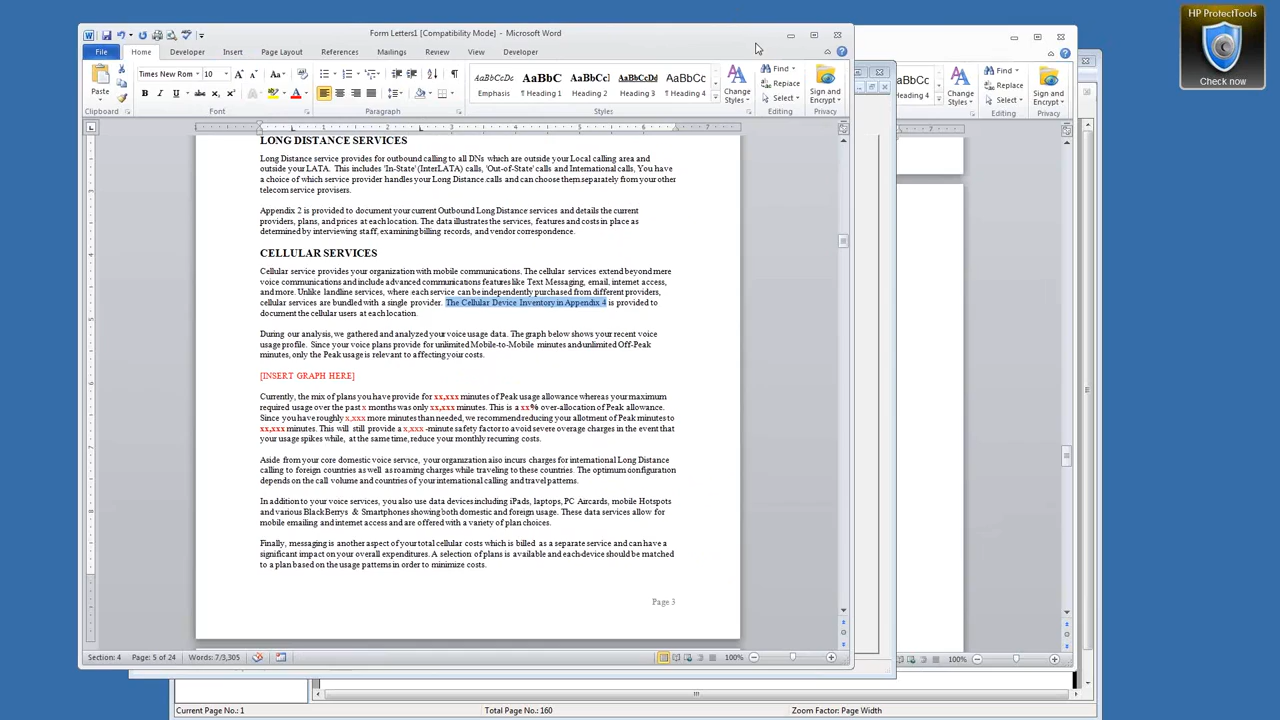 HP ProtectTools
Check now
Form Letters1 [Compatibility Mode] - Microsoft Word
File Home Developer Insert Page Layout References Mailings Review View Developer
Paste
Times New Rom 10
AaBbCcDc AaBbC AaBbCc] AaBbCcDd AaBbCc
Emphasis ¶ Heading 1 Heading 2 Heading 3 ¶ Heading 4
Change Styles
Find
Replace
Select
Sign and Encrypt
Clipboard Font Paragraph Styles Editing Privacy
bCc
ading 4
Change Styles
Find
Replace
Select
Sign and Encrypt
Editing Privacy
LONG DISTANCE SERVICES
Long Distance service provides for outbound calling to all DNs which are outside your Local calling area and
outside your LATA. This includes 'In-State' (InterLATA) calls, 'Out-of-State' calls and International calls, You have
a choice of which service provider handles your Long Distance calls and can choose them separately from your other
telecom service provisers.
Appendix 2 is provided to document your current Outbound Long Distance services and details the current
providers, plans, and prices at each location. The data illustrates the services, features and costs in place as
determined by interviewing staff, examining billing records, and vendor correspondence.
CELLULAR SERVICES
Cellular service provides your organization with mobile communications. The cellular services extend beyond mere
voice communications and include advanced communications features like Text Messaging, email, internet access,
and more. Unlike landline services, where each service can be independently purchased from different providers,
cellular services are bundled with a single provider. The Cellular Device Inventory in Appendix 4 is provided to
document the cellular users at each location.
During our analysis, we gathered and analyzed your voice usage data. The graph below shows your recent voice
usage profile. Since your voice plans provide for unlimited Mobile-to-Mobile minutes and unlimited Off-Peak
minutes, only the Peak usage is relevant to affecting your costs.
[INSERT GRAPH HERE]
Currently, the mix of plans you have provide for xx,xxx minutes of Peak usage allowance whereas your maximum
required usage over the past x months was only xx,xxx minutes. This is a xx% over-allocation of Peak allowance.
Since you have roughly x,xxx more minutes than needed, we recommend reducing your allotment of Peak minutes to
xx,xxx minutes. This will still provide a x,xxx -minute safety factor to avoid severe overage charges in the event that
your usage spikes while, at the same time, reduce your monthly recurring costs.
Aside from your core domestic voice service, your organization also incurs charges for international Long Distance
calling to foreign countries as well as roaming charges while traveling to these countries. The optimum configuration
depends on the call volume and countries of your international calling and travel patterns.
In addition to your voice services, you also use data devices including iPads, laptops, PC Aircards, mobile Hotspots
and various BlackBerrys & Smartphones showing both domestic and foreign usage. These data services allow for
mobile emailing and internet access and are offered with a variety of plan choices.
Finally, messaging is another aspect of your total cellular costs which is billed as a separate service and can have a
significant impact on your overall expenditures. A selection of plans is available and each device should be matched
to a plan based on the usage patterns in order to minimize costs.
Page 3
Section: 4 Page: 5 of 24 Words: 7/3,305 100%
100%
Current Page No.: 1 Total Page No.: 160 Zoom Factor: Page Width